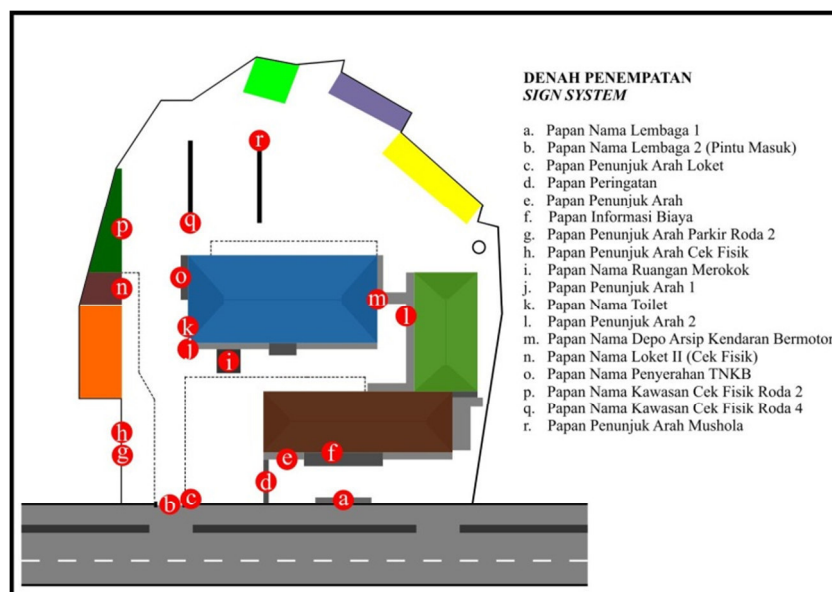 DENAH PENEMPATAN
SIGN SYSTEM
a. Papan Nama Lembaga 1
b. Papan Nama Lembaga 2 (Pintu Masuk)
c. Papan Penunjuk Arah Loket
d. Papan Peringatan
e. Papan Penunjuk Arah
f. Papan Informasi Biaya
g. Papan Penunjuk Arah Parkir Roda 2
h. Papan Penunjuk Arah Cek Fisik
i. Papan Nama Ruangan Merokok
j. Papan Penunjuk Arah 1
k. Papan Nama Toilet
l. Papan Penunjuk Arah 2
m. Papan Nama Depo Arsip Kendaran Bermotor
n. Papan Nama Loket II (Cek Fisik)
o. Papan Nama Penyerahan TNKB
p. Papan Nama Kawasan Cek Fisik Roda 2
q. Papan Nama Kawasan Cek Fisik Roda 4
r. Papan Penunjuk Arah Mushola
r
q
p
o
n
m
l
k
j
i
h
g
f
e
d
c
b
a